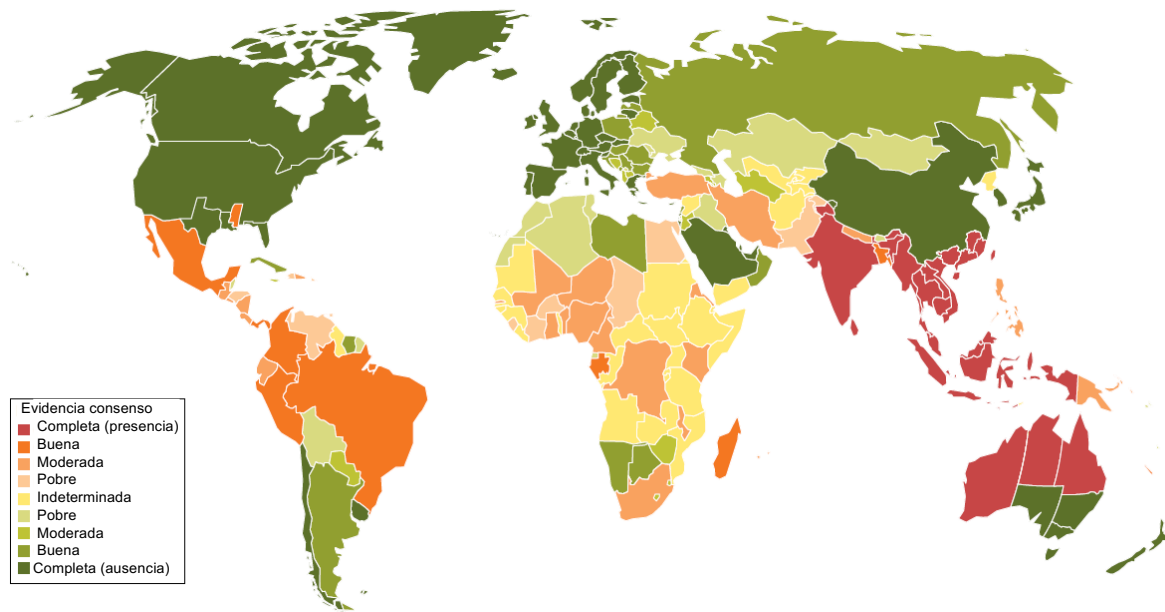 Evidencia consenso
Completa (presencia)
Buena
Moderada
Pobre
Indeterminada
Pobre
Moderada
Buena
Completa (ausencia)